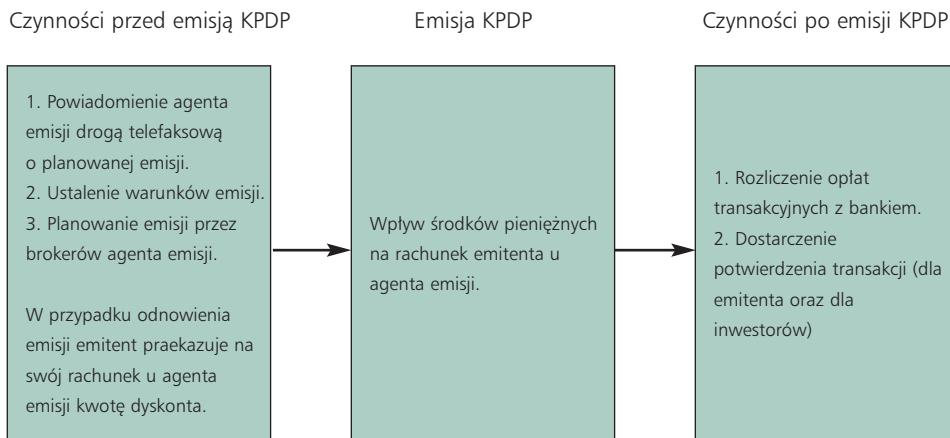 Czynności przed emisją KPDP
Emisja KPDP
Czynności po emisji KPDP
1. Powiadomienie agenta
emisji drogą telefaksową
o planowanej emisji.
2. Ustalenie warunków emisji.
3. Planowanie emisji przez
brokerów agenta emisji.
W przypadku odnowienia
emisji emitent praekazuje na
swój rachunek u agenta
emisji kwotę dyskonta.
Wpływ środków pieniężnych
na rachunek emitenta u
agenta emisji.
1. Rozliczenie opłat
transakcyjnych z bankiem.
2. Dostarczenie
potwierdzenia transakcji (dla
emitenta oraz dla
inwestorów)